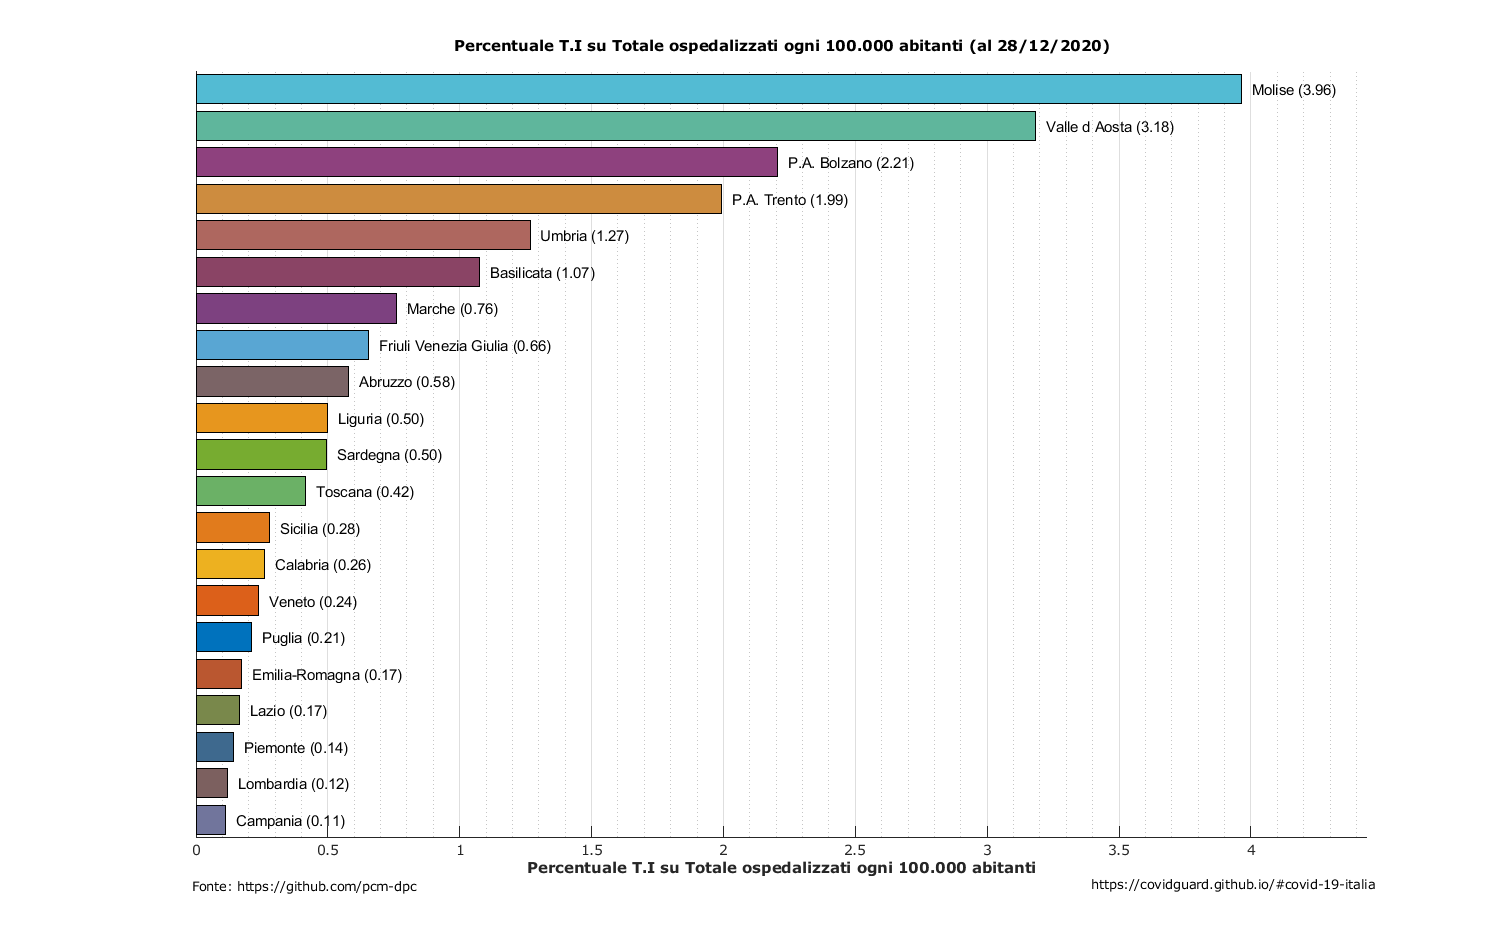 Percentuale T.I su Totale ospedalizzati ogni 100.000 abitanti (al 28/12/2020)
Molise (3.96)
Valle d Aosta (3.18)
P.A. Bolzano (2.21)
P.A. Trento (1.99)
Umbria (1.27)
Basilicata (1.07)
Marche (0.76)
Friuli Venezia Giulia (0.66)
Abruzzo (0.58)
Liguria (0.50)
Sardegna (0.50)
Toscana (0.42)
Sicilia (0.28)
Calabria (0.26)
Veneto (0.24)
Puglia (0.21)
Emilia-Romagna (0.17)
Lazio (0.17)
Piemonte (0.14)
Lombardia (0.12)
Campania (0.11)
0 0.5 1 1.5 2 2.5 3 3.5 4
Percentuale T.I su Totale ospedalizzati ogni 100.000 abitanti
Fonte: https://github.com/pcm-dpc
https://covidguard.github.io/#covid-19-italia